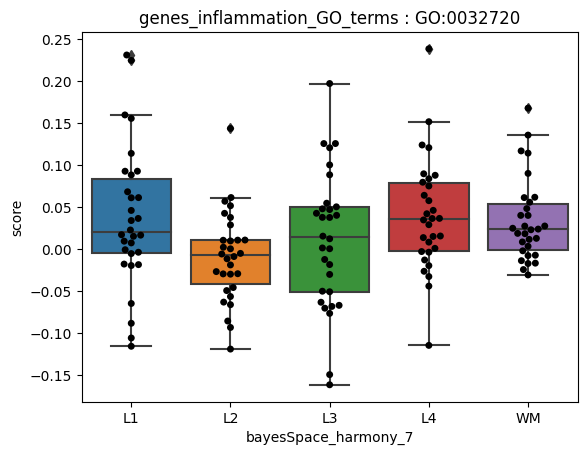 genes_inflammation_GO_terms : GO:0032720
0.25
0.20
0.15
0.10
0.05
0.00
−0.05
−0.10
−0.15
score
L1 L2 L3 L4 WM
bayesSpace_harmony_7